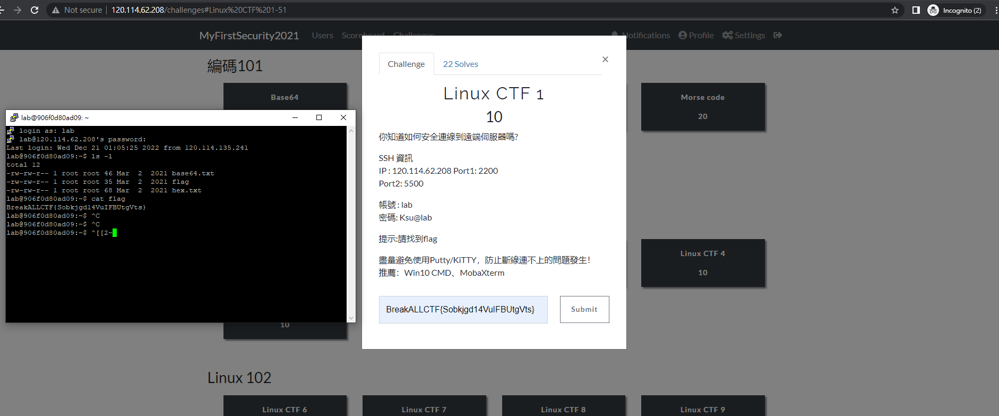 Not secure
120.114.62.208/challenges#Linux%20CTF%201-51
Incognito (2)
MyFirstSecurity2021
Users
Scoreboard
Challenges
Notifications
Profile
Settings
編碼101
Base64
Morse code
20
lab@906f0d80ad09: ~
login as: lab
lab@120.114.62.208's password:
Last login: Wed Dec 21 01:05:25 2022 from 120.114.135.241
lab@906f0d80ad09:~$ ls -l
total 12
-rw-rw-r-- 1 root root 46 Mar  2  2021 base64.txt
-rw-rw-r-- 1 root root 35 Mar  2  2021 flag
-rw-rw-r-- 1 root root 68 Mar  2  2021 hex.txt
lab@906f0d80ad09:~$ cat flag
BreakALLCTF{Sobkjgd14VuIFBUtgVts}
lab@906f0d80ad09:~$ ^C
lab@906f0d80ad09:~$ ^C
lab@906f0d80ad09:~$ ^[[2~
Challenge
22 Solves
×
Linux CTF 1
10
你知道如何安全連線到遠端伺服器嗎?
SSH 資訊
IP : 120.114.62.208 Port1: 2200
Port2: 5500
帳號 : lab
密碼: Ksu@lab
提示:請找到flag
盡量避免使用Putty/KiTTY，防止斷線連不上的問題發生！
推薦：Win10 CMD、MobaXterm
BreakALLCTF{Sobkjgd14VuIFBUtgVts}
Submit
Linux CTF 4
10
10
Linux 102
Linux CTF 6
Linux CTF 7
Linux CTF 8
Linux CTF 9